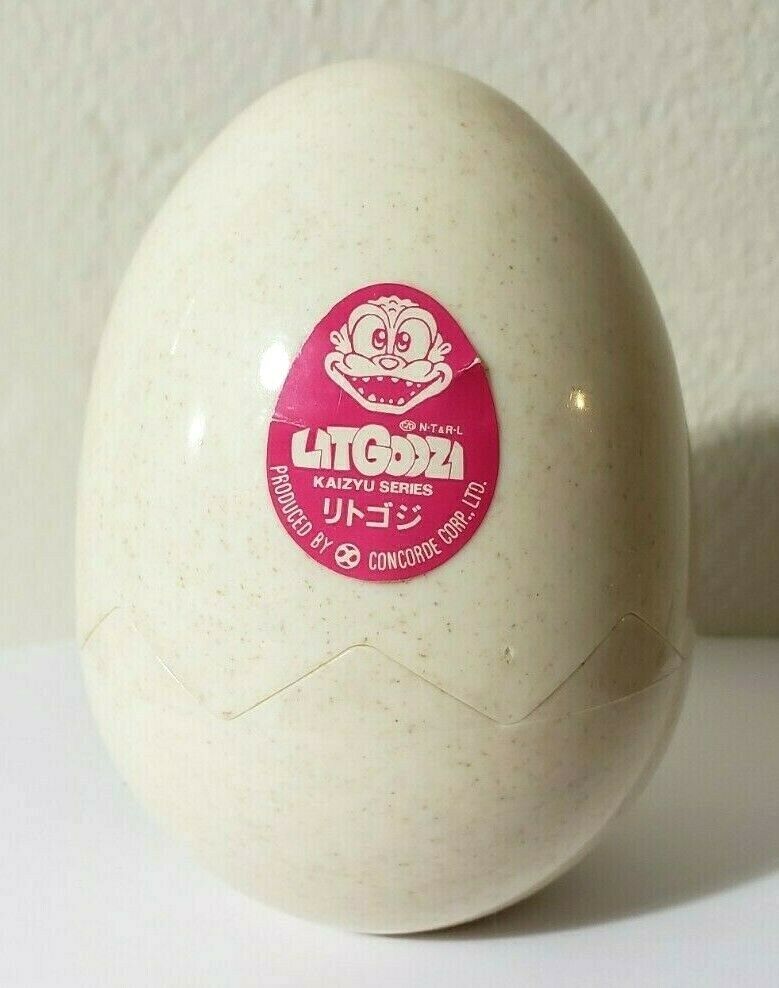 N·T & R·L
LITGODZI
KAIZYU SERIES
リトゴジ
PRODUCED BY CONCORDE CORP., LTD.